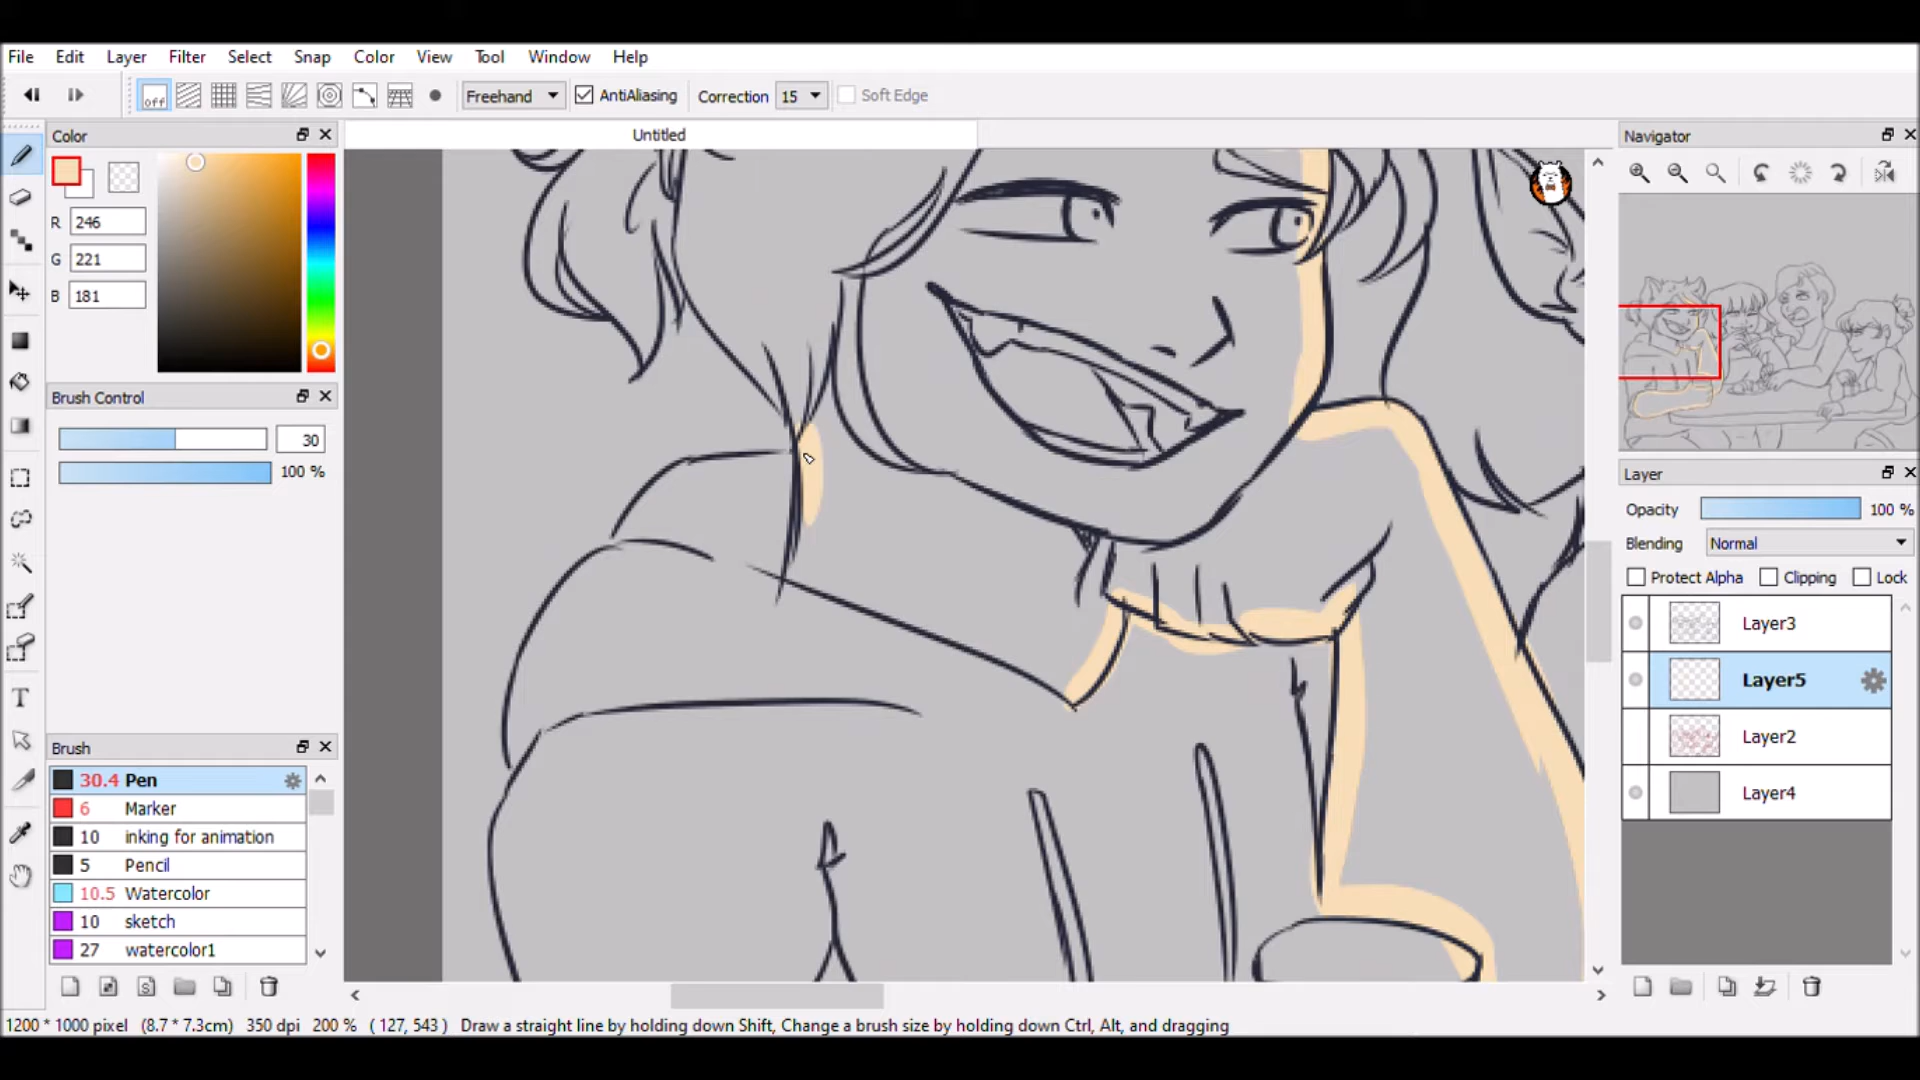 File Edit Layer Filter Select Snap Color View Tool Window Help
off Freehand AntiAliasing Correction 15 Soft Edge
Color
R 246
G 221
B 181
Brush Control
30
100 %
Brush
30.4 Pen
6 Marker
10 inking for animation
5 Pencil
10.5 Watercolor
10 sketch
27 watercolor1
Untitled
Navigator
Layer
Opacity 100 %
Blending Normal
Protect Alpha Clipping Lock
Layer3
Layer5
Layer2
Layer4
T
1200 * 1000 pixel (8.7 * 7.3cm) 350 dpi 200 % ( 127, 543 ) Draw a straight line by holding down Shift, Change a brush size by holding down Ctrl, Alt, and dragging